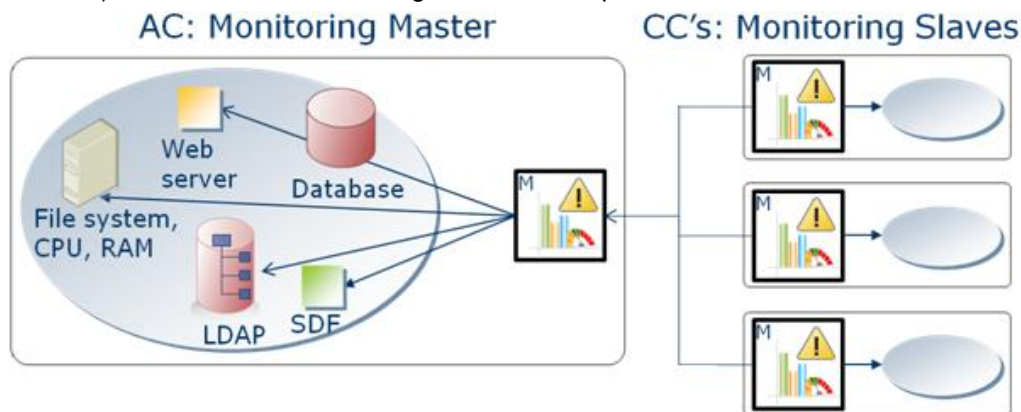 AC: Monitoring Master
CC's: Monitoring Slaves
M
Web
server
Database
File system,
CPU, RAM
LDAP
SDF
M
M
M